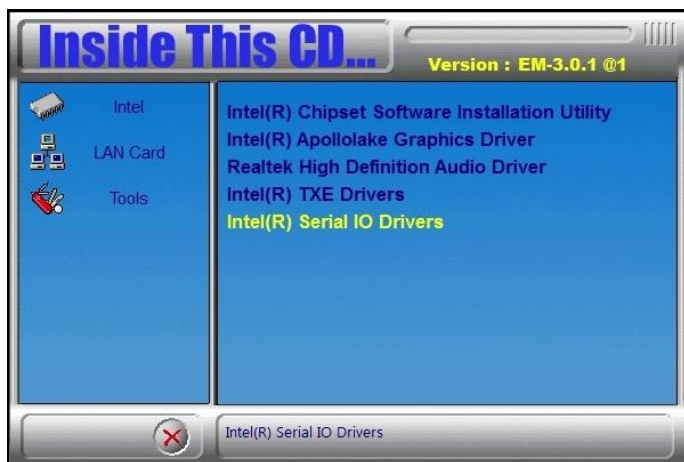 Inside This CD...
Version : EM-3.0.1 @1
Intel
LAN Card
Tools
Intel(R) Chipset Software Installation Utility
Intel(R) Apollolake Graphics Driver
Realtek High Definition Audio Driver
Intel(R) TXE Drivers
Intel(R) Serial IO Drivers
Intel(R) Serial IO Drivers